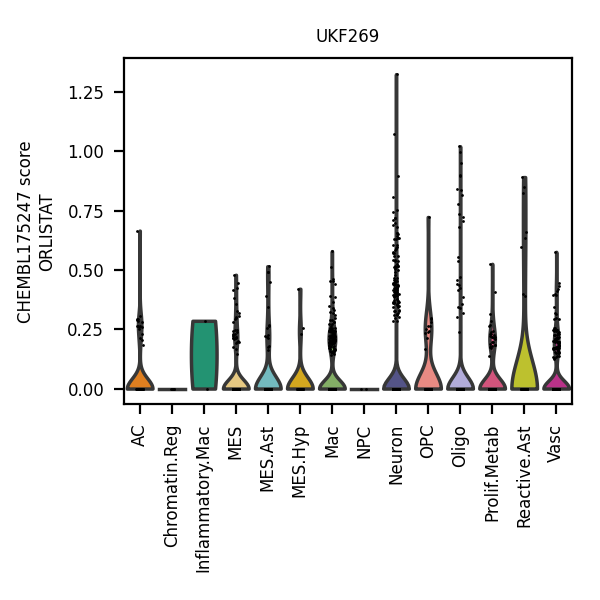 UKF269
CHEMBL175247 score
ORLISTAT
1.25
1.00
0.75
0.50
0.25
0.00
AC
Chromatin.Reg
Inflammatory.Mac
MES
MES.Ast
MES.Hyp
Mac
NPC
Neuron
OPC
Oligo
Prolif.Metab
Reactive.Ast
Vasc